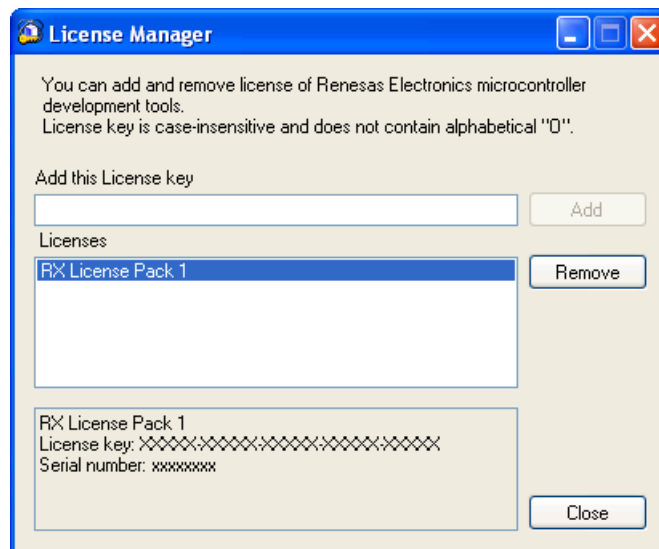 License Manager
You can add and remove license of Renesas Electronics microcontroller
development tools.
License key is case-insensitive and does not contain alphabetical "O".
Add this License key
Add
Licenses
RX License Pack 1
Remove
RX License Pack 1
License key: XXXXX-XXXXX-XXXXX-XXXXX-XXXXX
Serial number: xxxxxxxx
Close